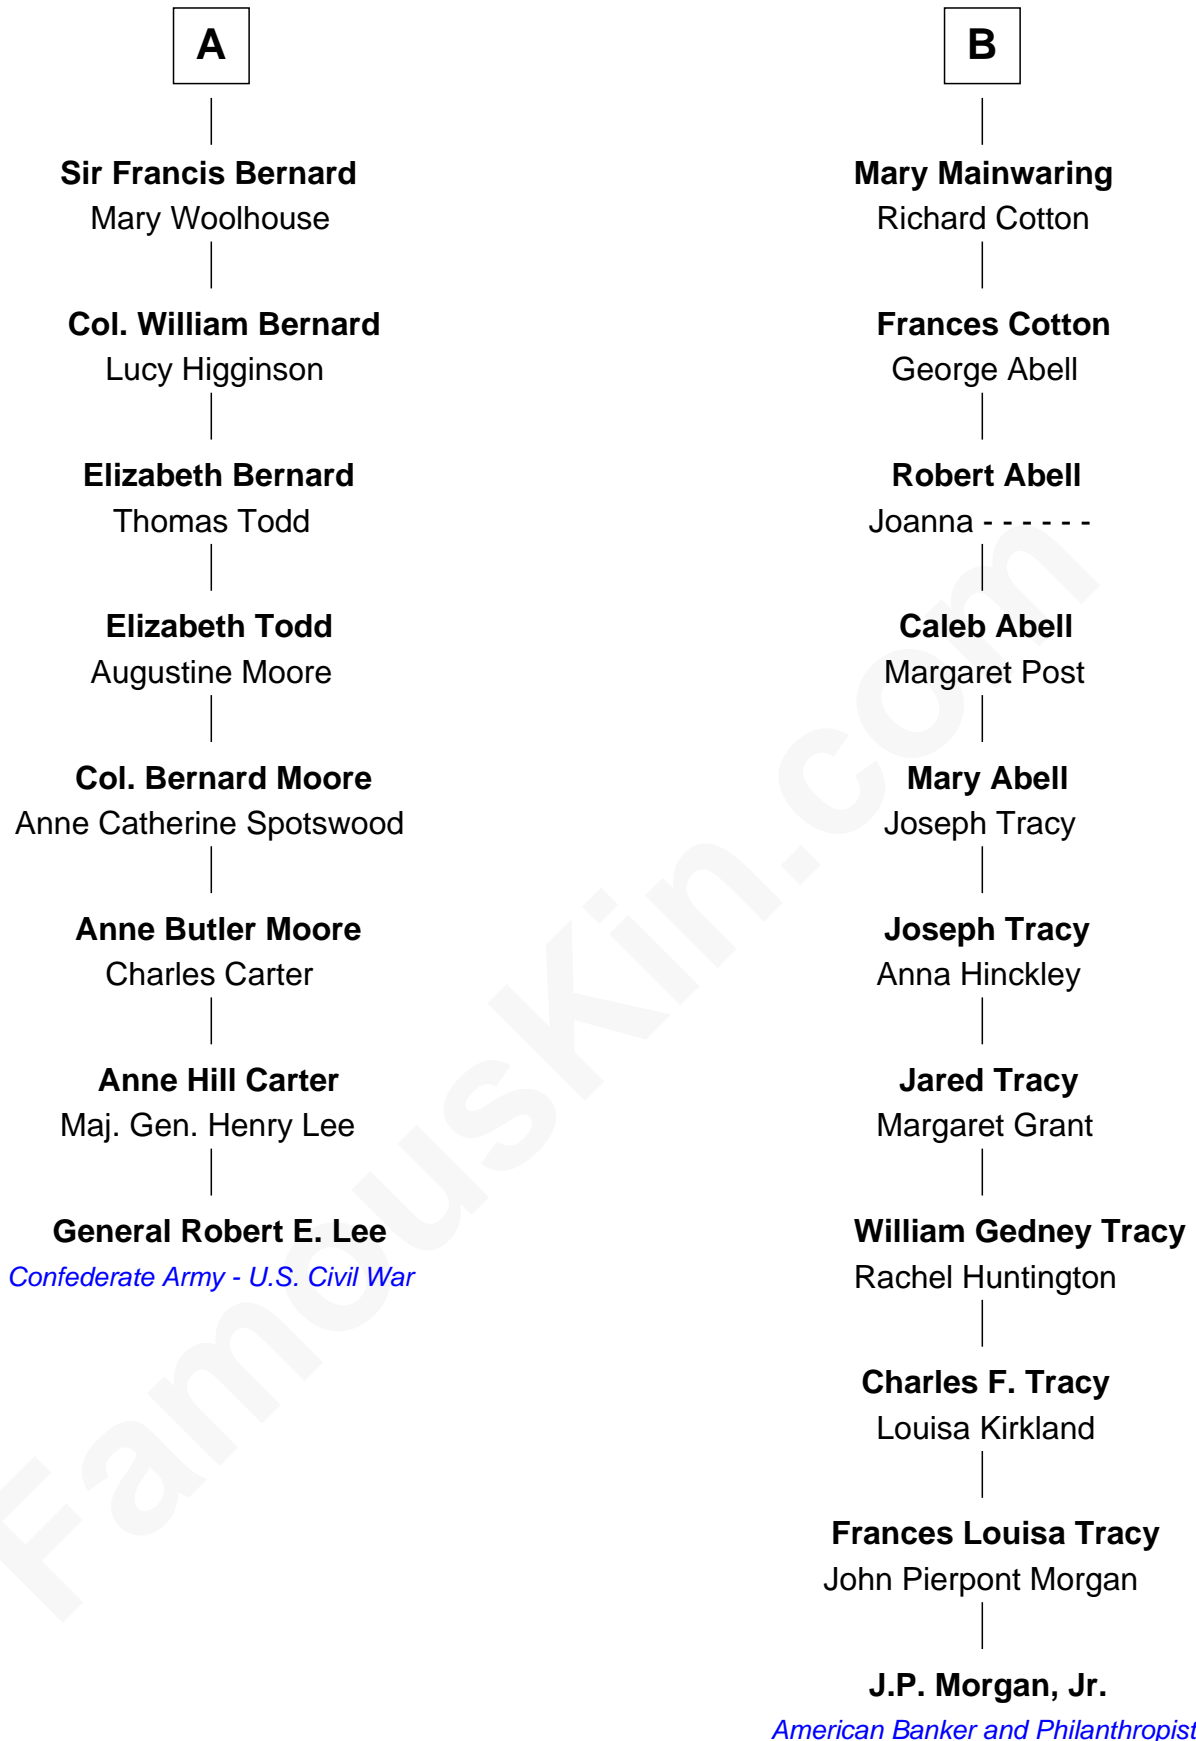 A
Sir Francis Bernard
Mary Woolhouse
Col. William Bernard
Lucy Higginson
Elizabeth Bernard
Thomas Todd
Elizabeth Todd
Augustine Moore
Col. Bernard Moore
Anne Catherine Spotswood
Anne Butler Moore
Charles Carter
Anne Hill Carter
Maj. Gen. Henry Lee
General Robert E. Lee
Confederate Army - U.S. Civil War
B
Mary Mainwaring
Richard Cotton
Frances Cotton
George Abell
Robert Abell
Joanna - - - - - -
Caleb Abell
Margaret Post
Mary Abell
Joseph Tracy
Joseph Tracy
Anna Hinckley
Jared Tracy
Margaret Grant
William Gedney Tracy
Rachel Huntington
Charles F. Tracy
Louisa Kirkland
Frances Louisa Tracy
John Pierpont Morgan
J.P. Morgan, Jr.
American Banker and Philanthropist
FamousKin.com